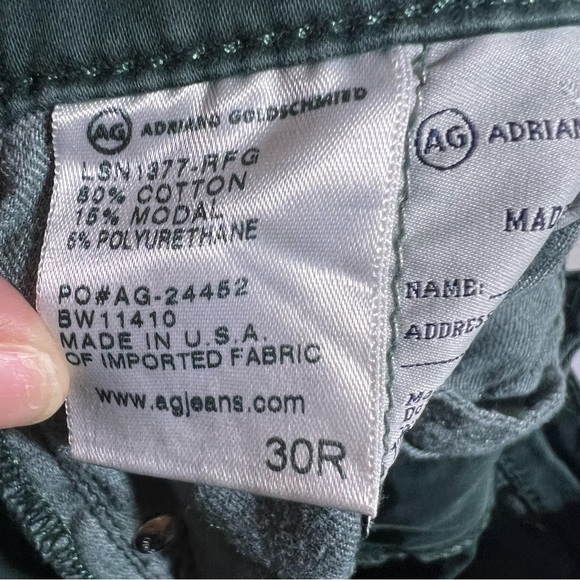 AG ADRIANO GOLDSCHMIED
LSN1377-RFG
80% COTTON
15% MODAL
5% POLYURETHANE
PO#AG-24452
BW11410
MADE IN U.S.A.
OF IMPORTED FABRIC
www.agjeans.com
30R
AG ADRIAN
MAD
NAME:
ADDRES